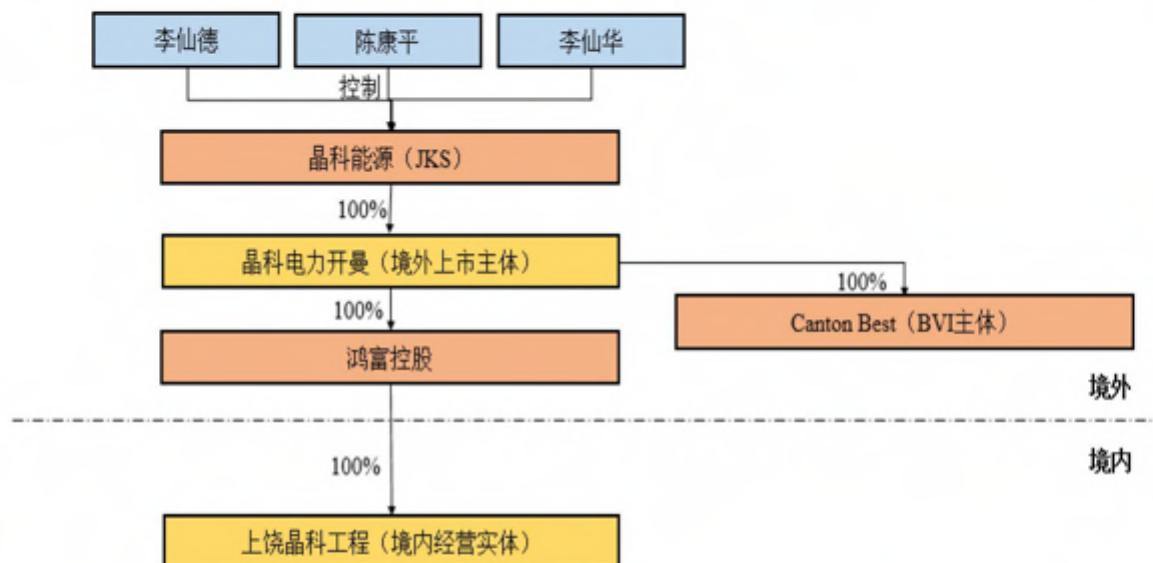 李仙德
陈康平
李仙华
控制
晶科能源（JKS）
100%
晶科电力开曼（境外上市主体）
100%
100%
Canton Best（BVI主体）
鸿富控股
境外
100%
境内
上饶晶科工程（境内经营实体）